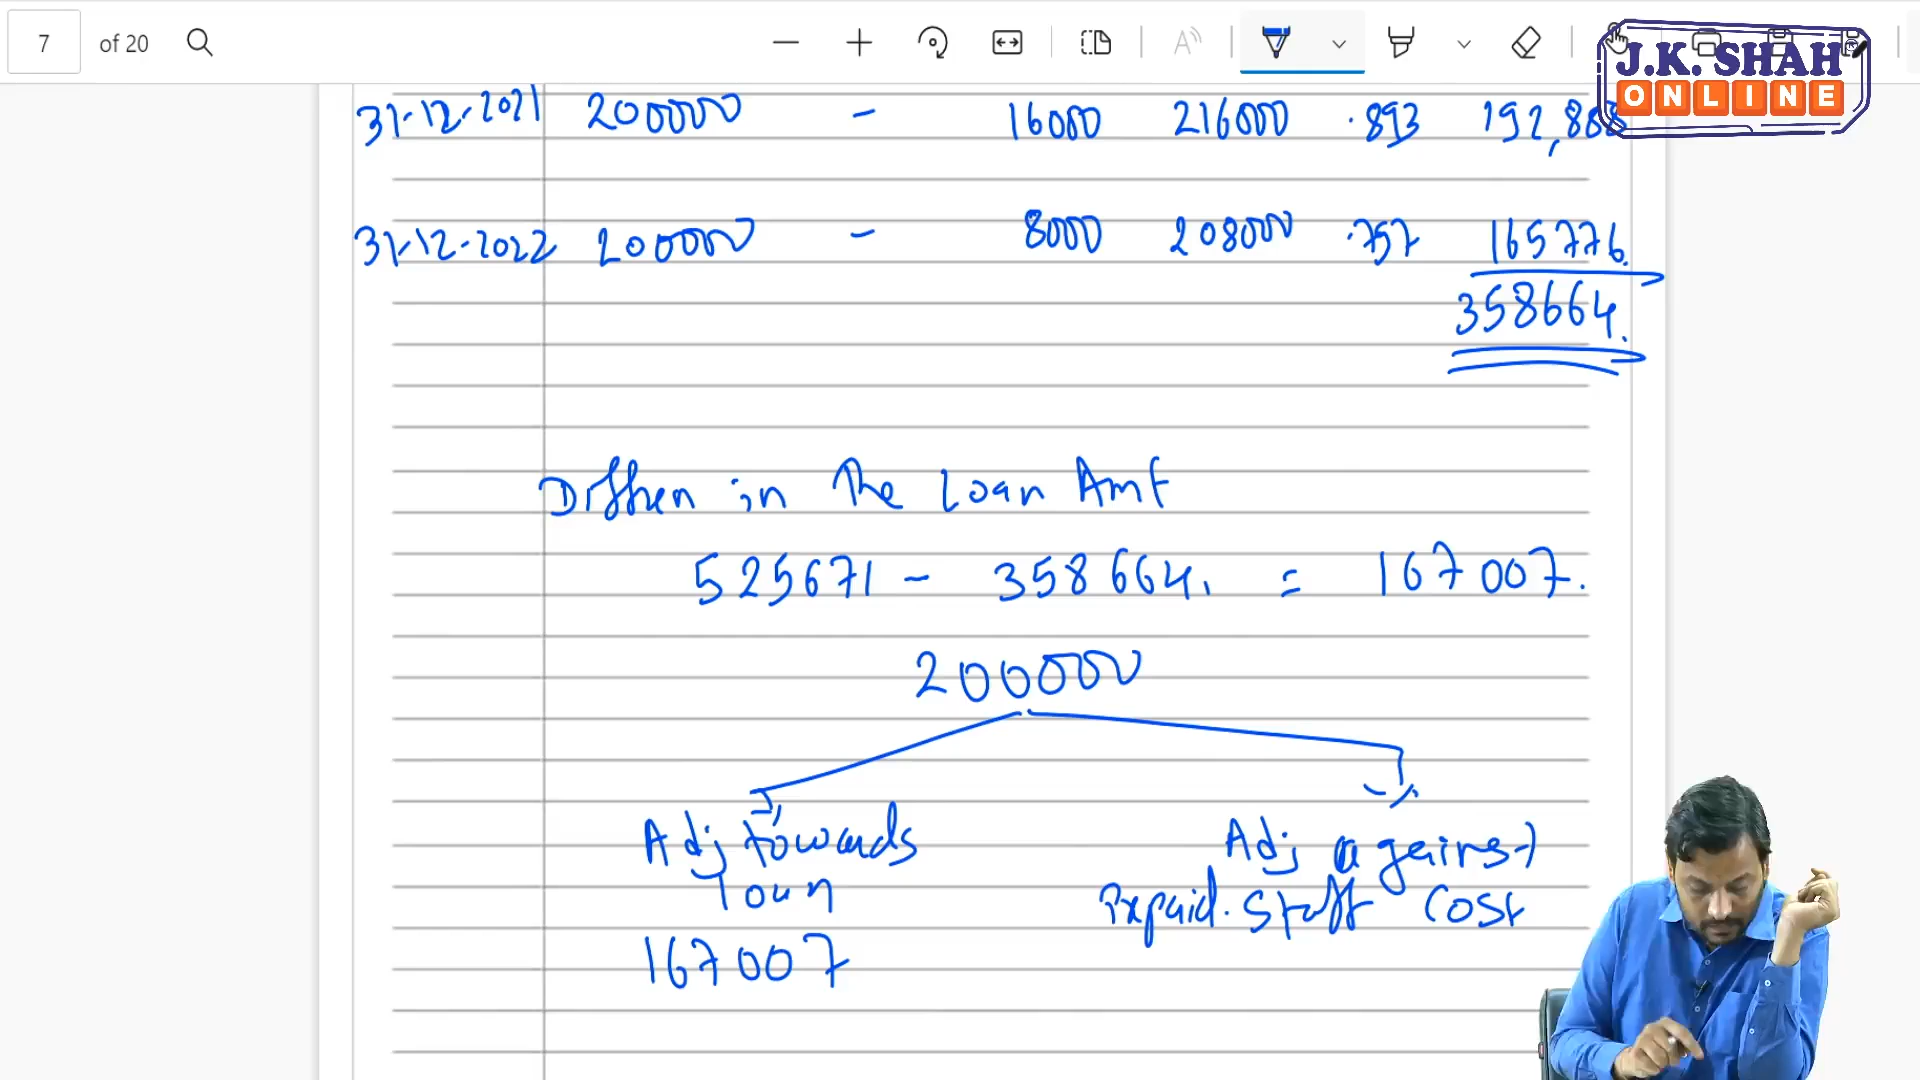 7 of 20
J.K. SHAH
ONLINE
31-12-2021 200000 - 16000 216000 .893 192,888
31-12-2022 200000 - 8000 208000 .757 165776.
358664.
Differen in The Loan Amt
525671 - 358664. = 167007.
200000
Adj towards Adj against
loan Prepaid. Staff Cost
167007